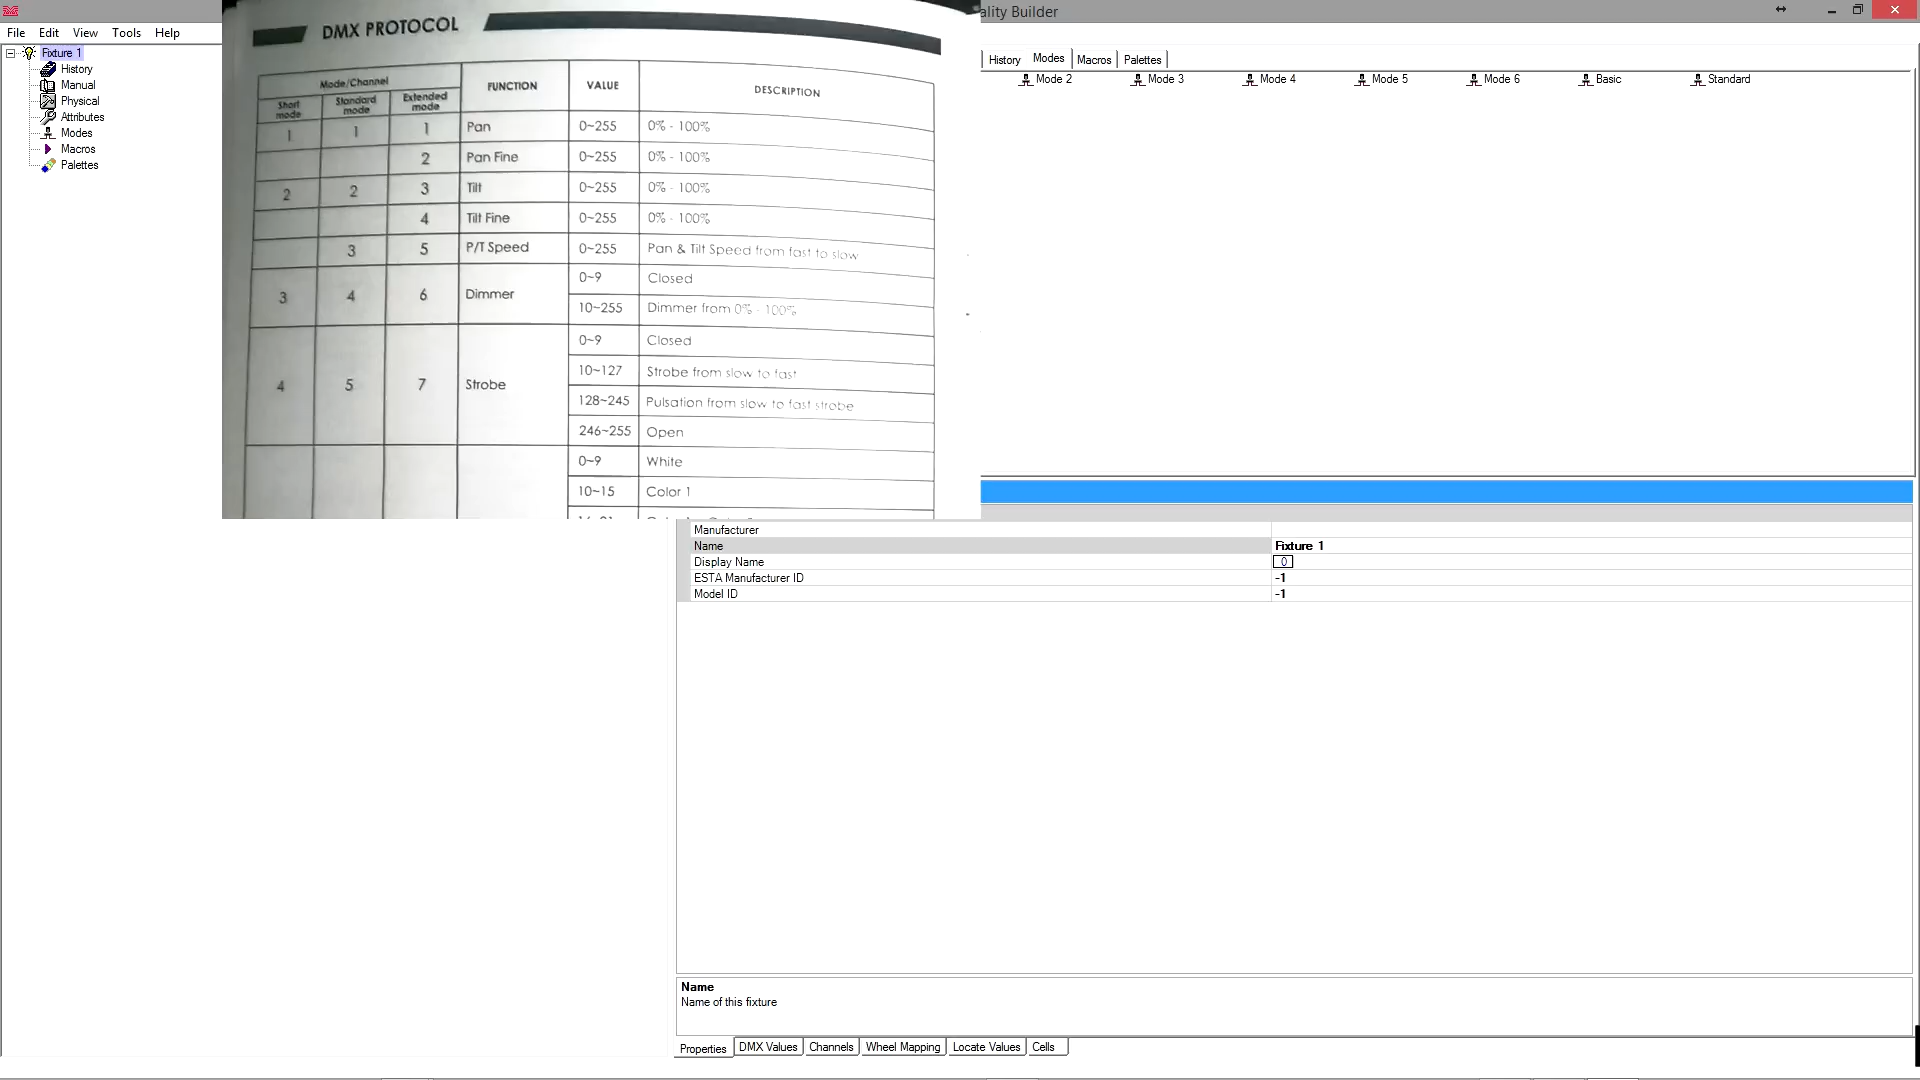 ality Builder
File Edit View Tools Help
Fixture 1
History
Manual
Physical
Attributes
Modes
Macros
Palettes
DMX PROTOCOL
Mode/Channel FUNCTION VALUE DESCRIPTION
Short mode Standard mode Extended mode
1 1 1 Pan 0~255 0% - 100%
2 Pan Fine 0~255 0% - 100%
2 2 3 Tilt 0~255 0% - 100%
4 Tilt Fine 0~255 0% - 100%
3 5 P/T Speed 0~255 Pan & Tilt Speed from fast to slow
3 4 6 Dimmer 0~9 Closed
10~255 Dimmer from 0% - 100%
4 5 7 Strobe 0~9 Closed
10~127 Strobe from slow to fast
128~245 Pulsation from slow to fast strobe
246~255 Open
0~9 White
10~15 Color 1
History Modes Macros Palettes
Mode 2 Mode 3 Mode 4 Mode 5 Mode 6 Basic Standard
Manufacturer
Name Fixture 1
Display Name 0
ESTA Manufacturer ID -1
Model ID -1
Name
Name of this fixture
Properties DMX Values Channels Wheel Mapping Locate Values Cells